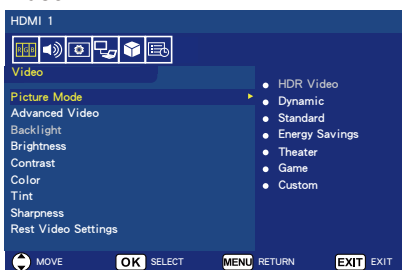 HDMI 1
RGB
Video
Picture Mode
Advanced Video
Backlight
Brightness
Contrast
Color
Tint
Sharpness
Rest Video Settings
HDR Video
Dynamic
Standard
Energy Savings
Theater
Game
Custom
MOVE OK SELECT MENU RETURN EXIT EXIT